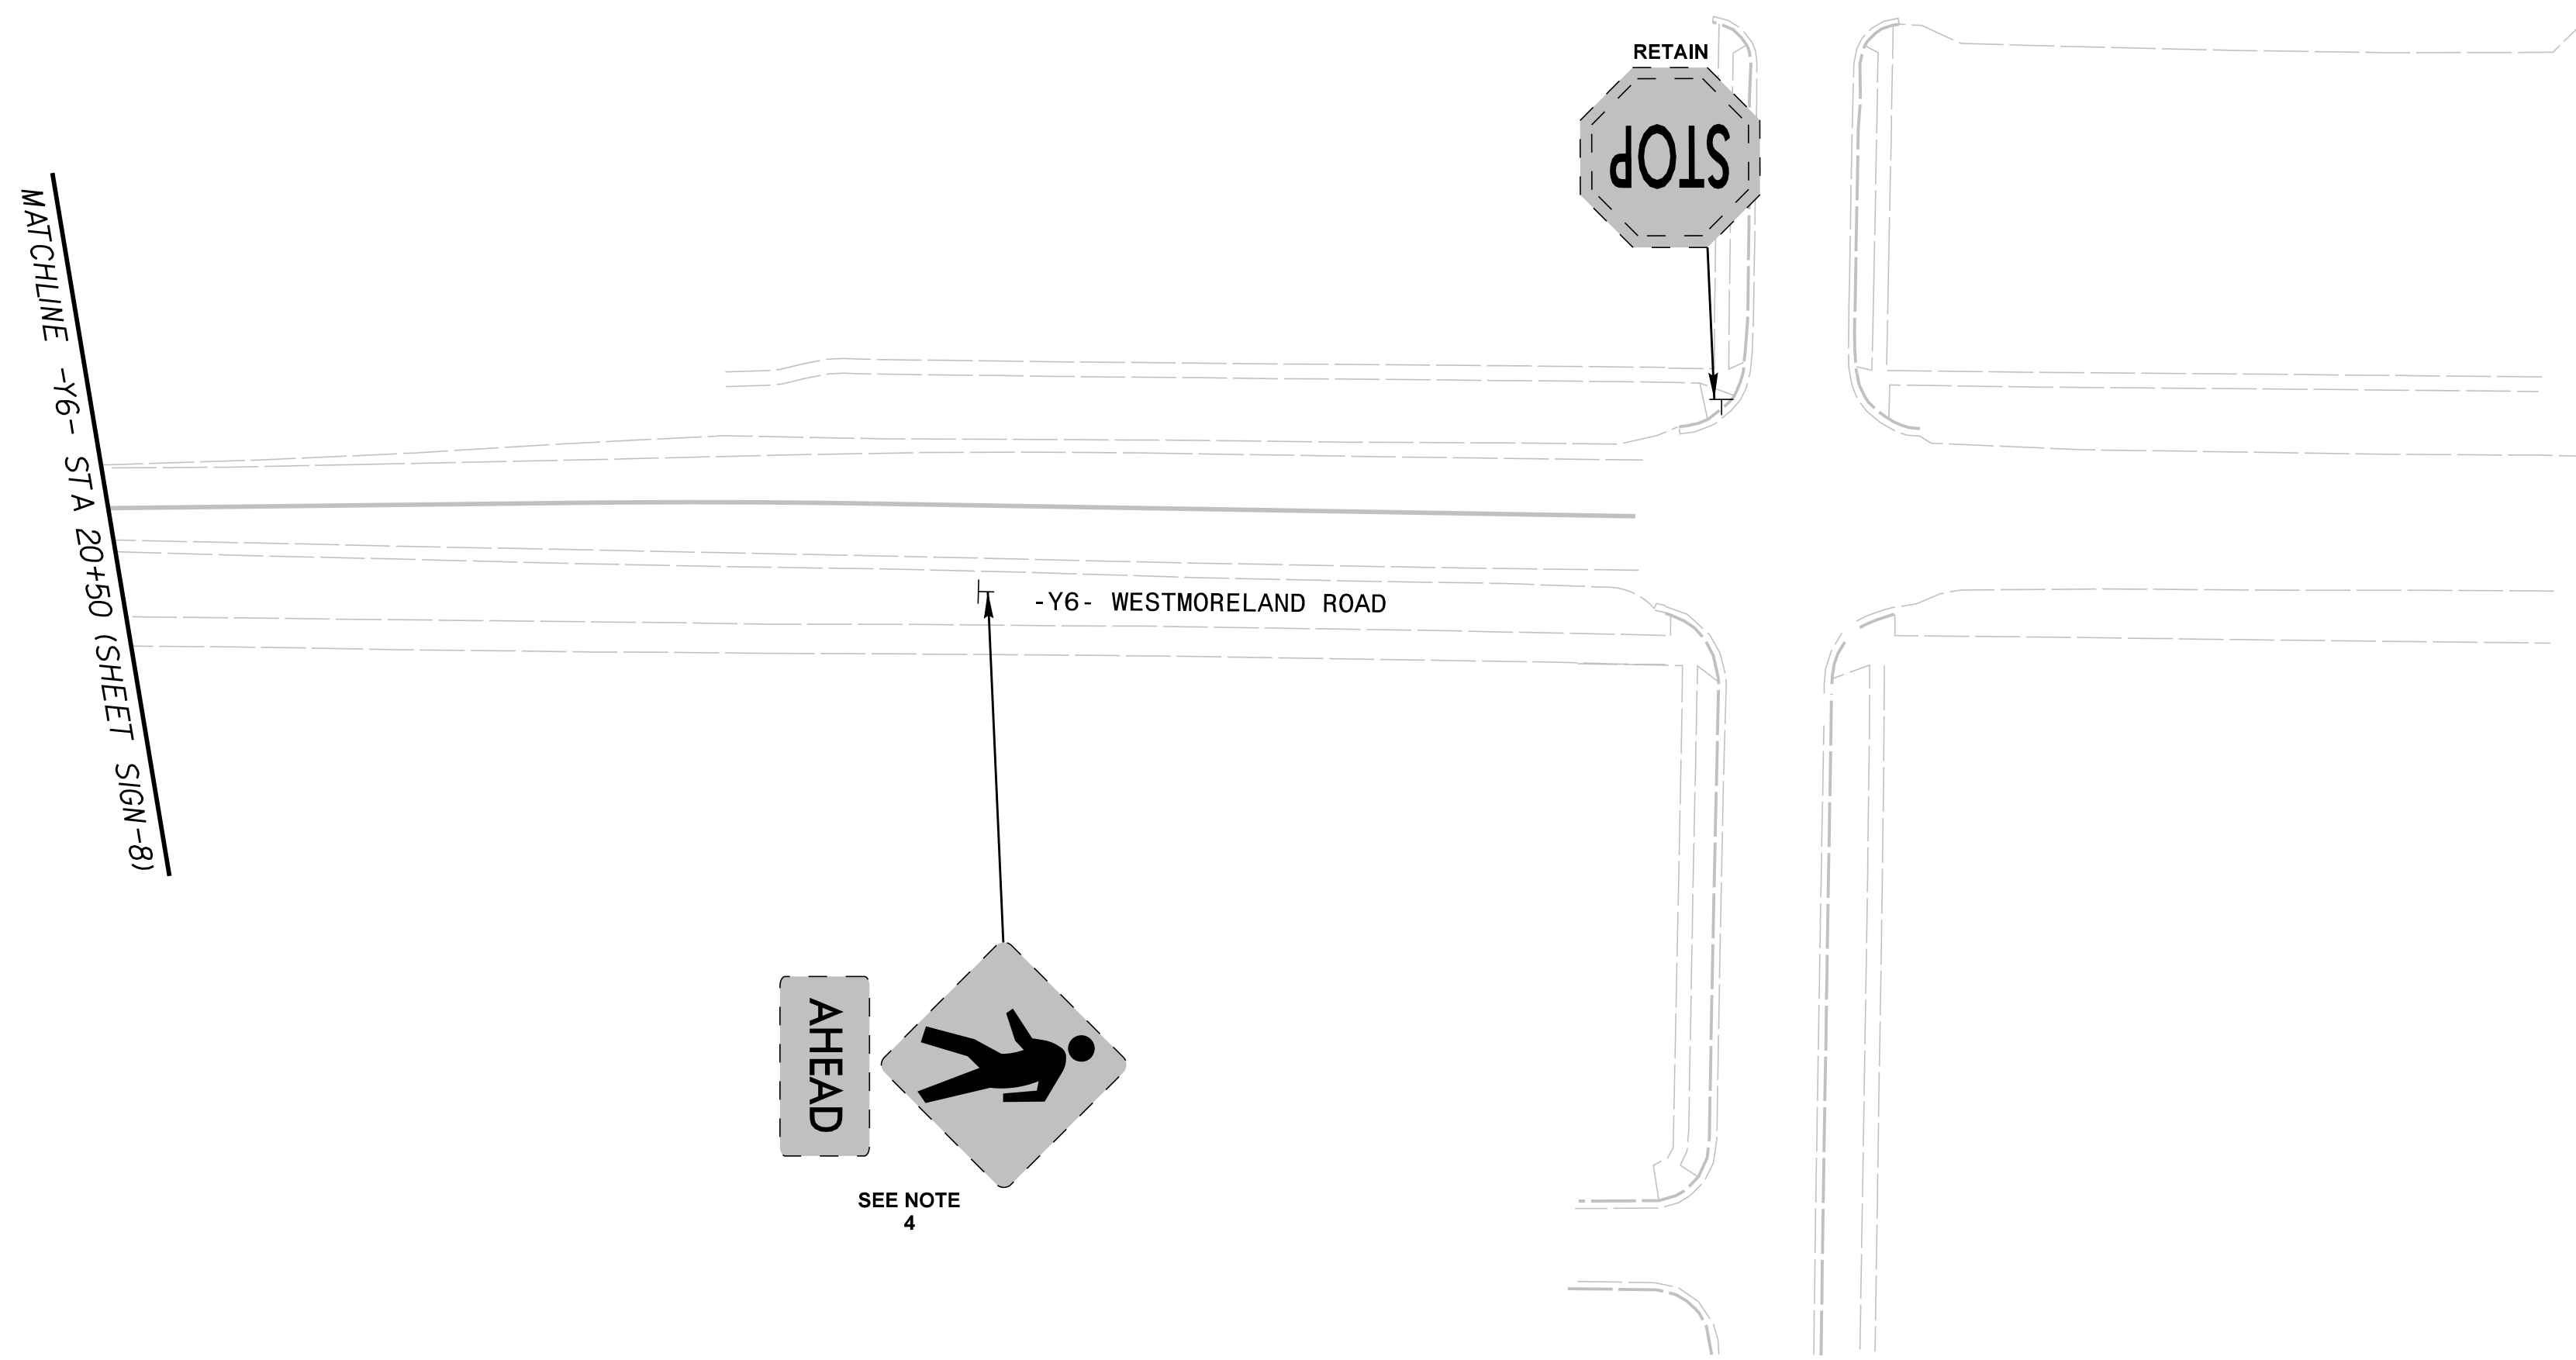 RETAIN
STOP
MATCHLINE -Y6- STA 20+50 (SHEET SIGN-8)
-Y6- WESTMORELAND ROAD
AHEAD
SEE NOTE
4